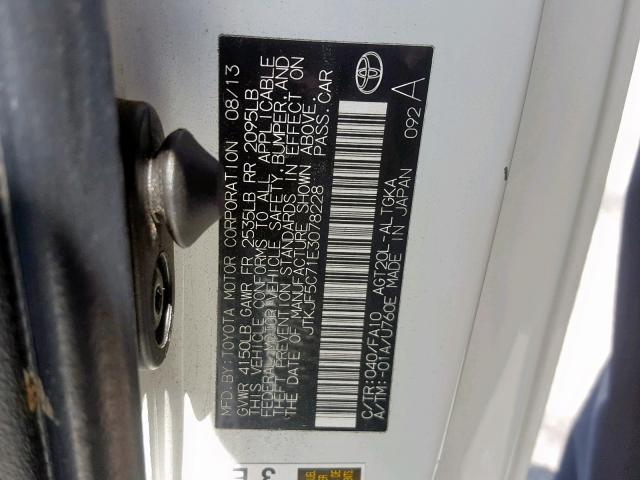 MFD. BY: TOYOTA MOTOR CORPORATION 08/13
GVWR 4150LB GAWR FR 2535LB RR 2095LB
THIS VEHICLE CONFORMS TO ALL APPLICABLE
FEDERAL MOTOR VEHICLE SAFETY, BUMPER, AND
THEFT PREVENTION STANDARDS IN EFFECT ON
THE DATE OF MANUFACTURE SHOWN ABOVE.
JTKJF5C71E3078228 PASS. CAR
C/TR: 040/FA10 AGT20L-ALTGKA
A/TM: -01A/U760E MADE IN JAPAN
092 A
3